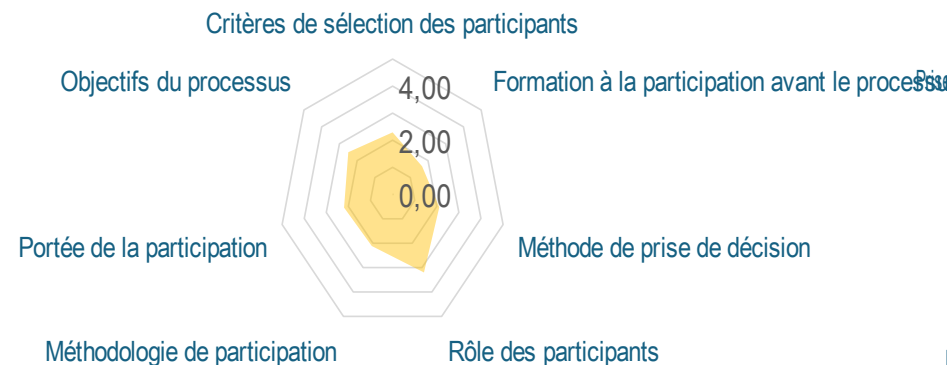 Critères de sélection des participants
Objectifs du processus
Formation à la participation avant le processus
4,00
2,00
0,00
Portée de la participation
Méthode de prise de décision
Méthodologie de participation
Rôle des participants